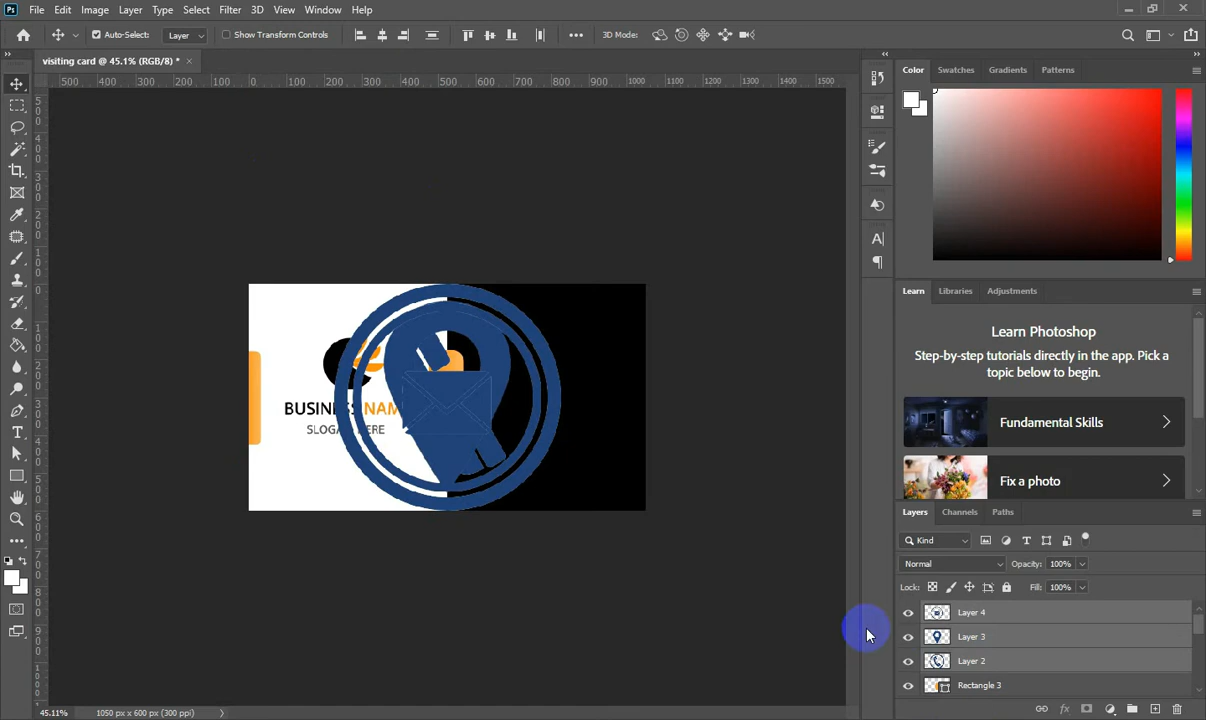 Ps File Edit Image Layer Type Select Filter 3D View Window Help
Auto-Select: Layer Show Transform Controls 3D Mode:
visiting card @ 45.1% (RGB/8) * ×
500 400 300 200 100 0 100 200 300 400 500 600 700 800 900 1000 1100 1200 1300 1400 1500
Color Swatches Gradients Patterns
BUSINESS NAM
SLOGAN HERE
Learn Libraries Adjustments
Learn Photoshop
Step-by-step tutorials directly in the app. Pick a
topic below to begin.
Fundamental Skills
Fix a photo
Layers Channels Paths
Kind
Normal Opacity: 100%
Lock: Fill: 100%
Layer 4
Layer 3
Layer 2
Rectangle 3
fx
45.11% 1050 px x 600 px (300 ppi)